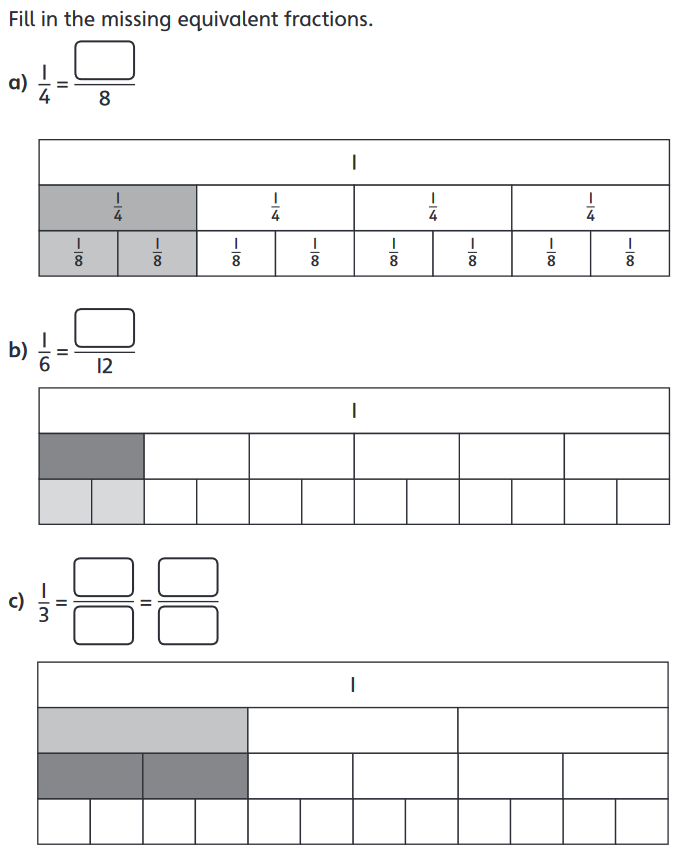 Fill in the missing equivalent fractions.
a) 1/4 = /8
1
1/4 1/4 1/4 1/4
1/8 1/8 1/8 1/8 1/8 1/8 1/8 1/8
b) 1/6 = /12
1
c) 1/3 = =
1